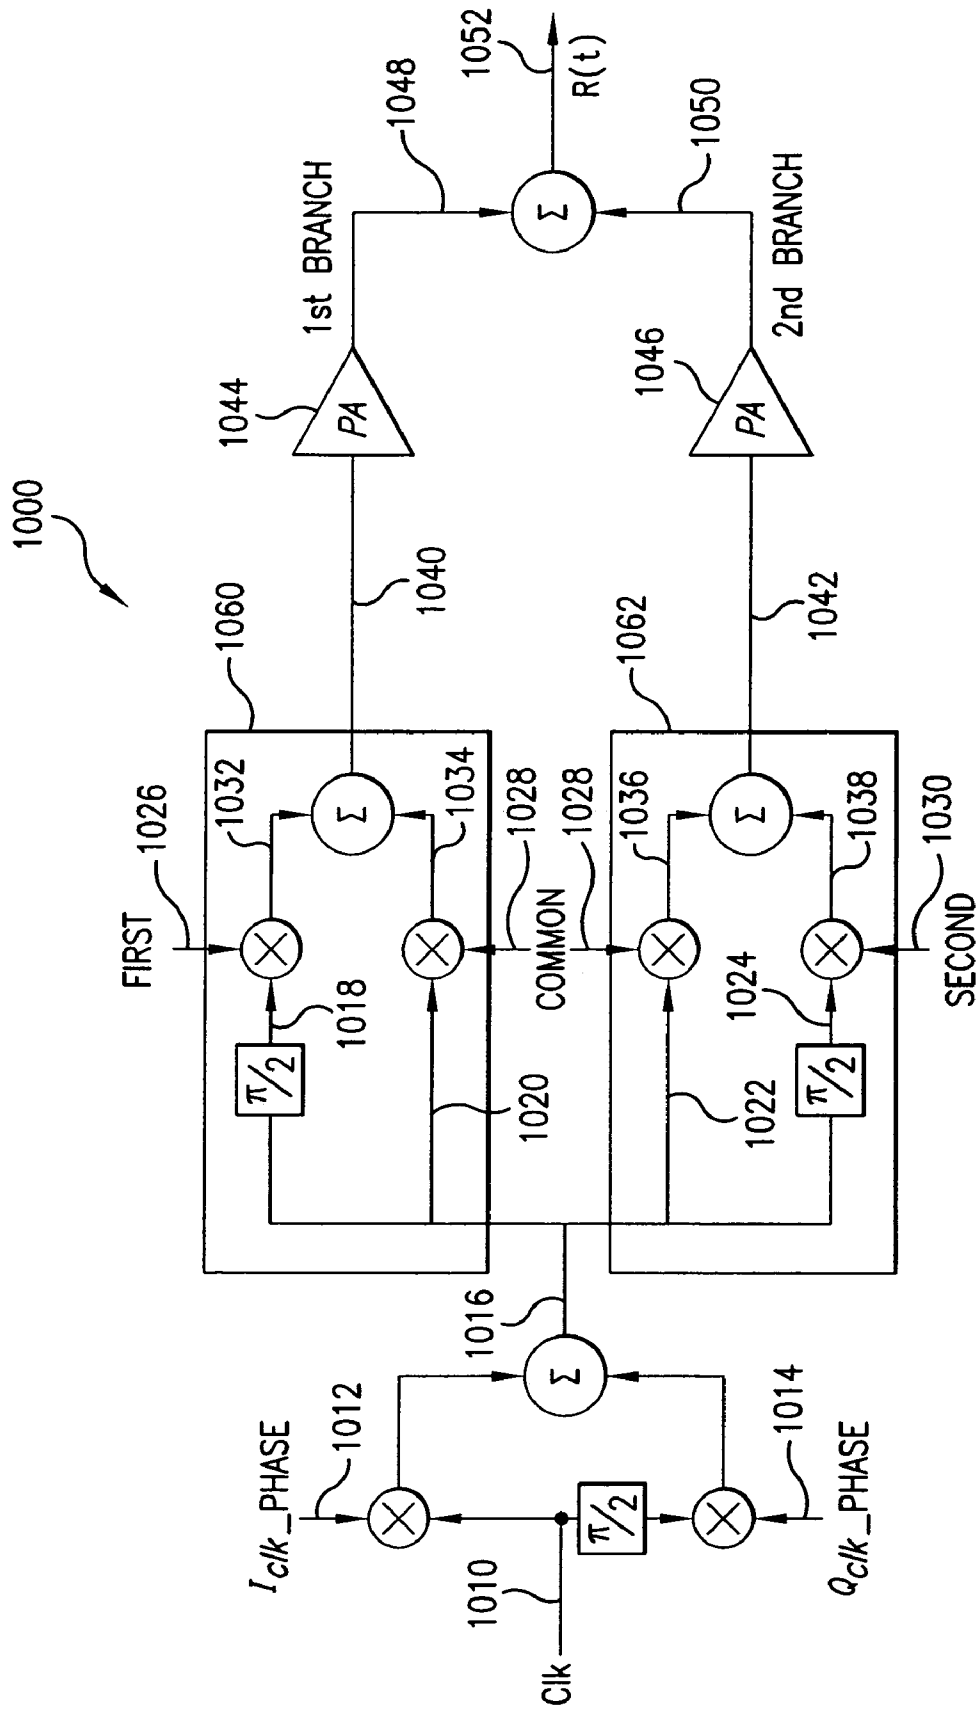 1000
Clk
1010
I_clk_PHASE
1012
π/2
Q_clk_PHASE
1014
Σ
1016
FIRST
1026
1060
π/2
1018
1032
1020
1034
Σ
1028
COMMON
1028
1062
1022
1036
π/2
1024
1038
Σ
SECOND
1030
1040
1042
1044
PA
1046
PA
1st BRANCH
1048
2nd BRANCH
1050
Σ
1052
R(t)